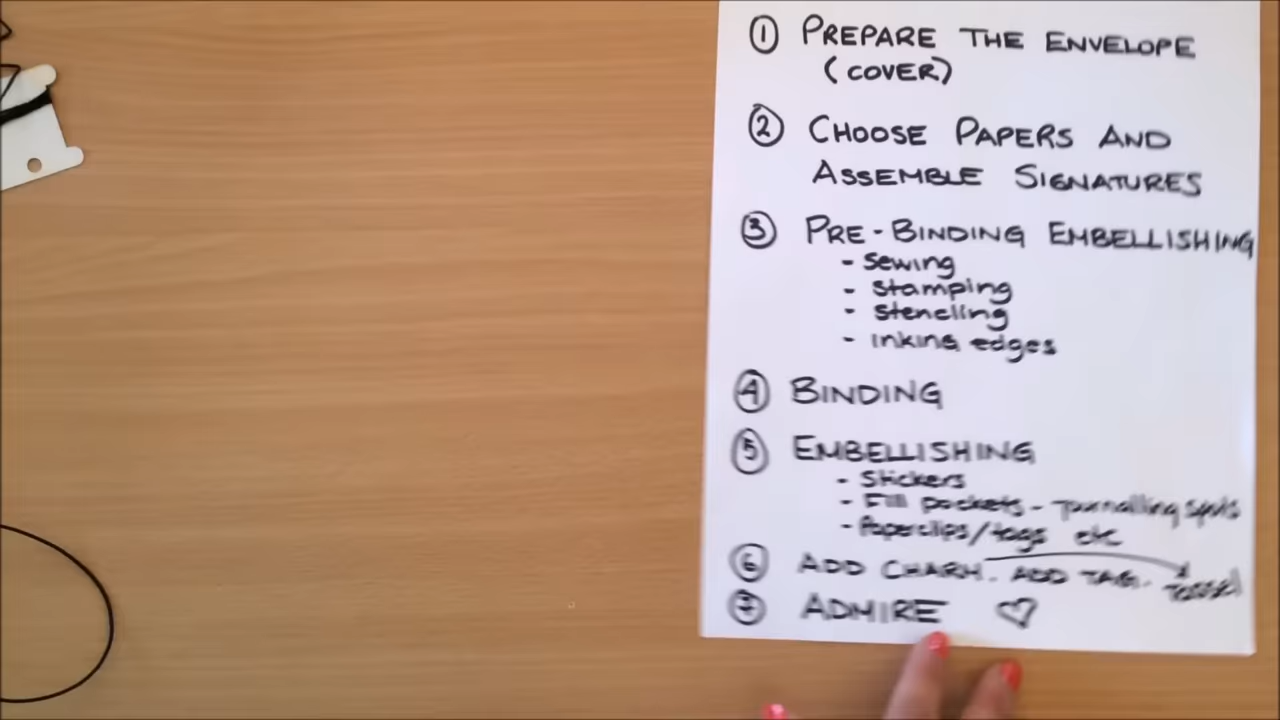 1 PREPARE THE ENVELOPE
(COVER)
2 CHOOSE PAPERS AND
ASSEMBLE SIGNATURES
3 PRE-BINDING EMBELLISHING
- Sewing
- Stamping
- Stencling
- inking edges
4 BINDING
5 EMBELLISHING
- Stickers
- Fill pockets - Journalling spots
- Paperclips/tags etc
6 ADD CHARM. ADD TAG. tassel
7 ADMIRE ♡